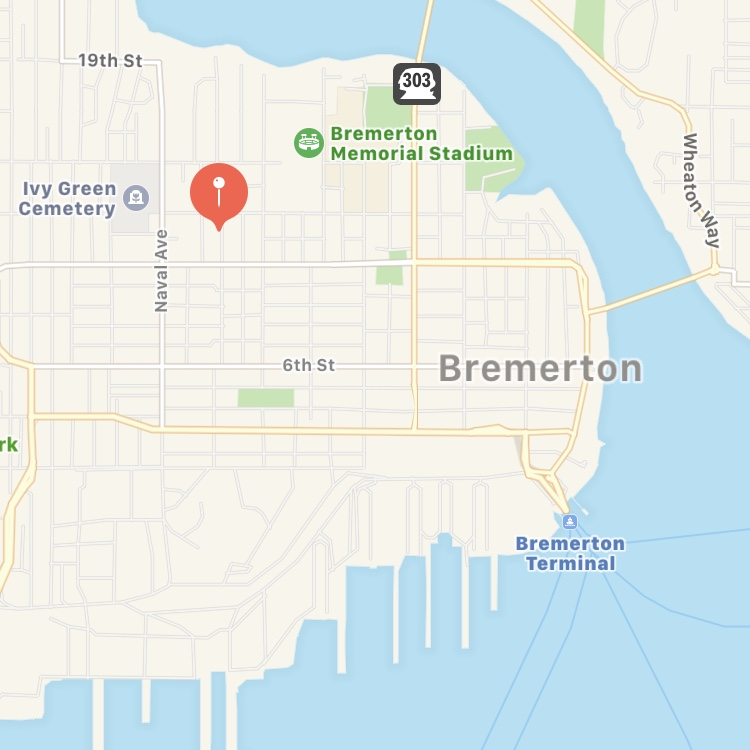 19th St
303
Bremerton
Memorial Stadium
Wheaton Way
Ivy Green
Cemetery
Naval Ave
6th St
Bremerton
rk
Bremerton
Terminal